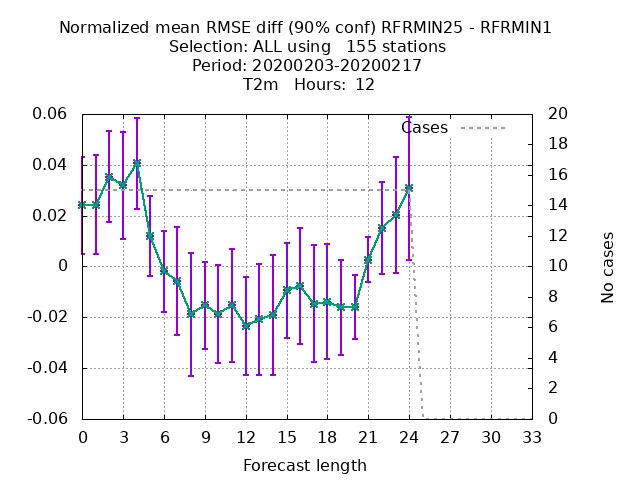 Normalized mean RMSE diff (90% conf) RFRMIN25 - RFRMIN1
Selection: ALL using   155 stations
Period: 20200203-20200217
T2m   Hours:  12
0.06
0.04
0.02
0
-0.02
-0.04
-0.06
Cases
20
18
16
14
12
10
8
6
4
2
0
No cases
0 3 6 9 12 15 18 21 24 27 30 33
Forecast length